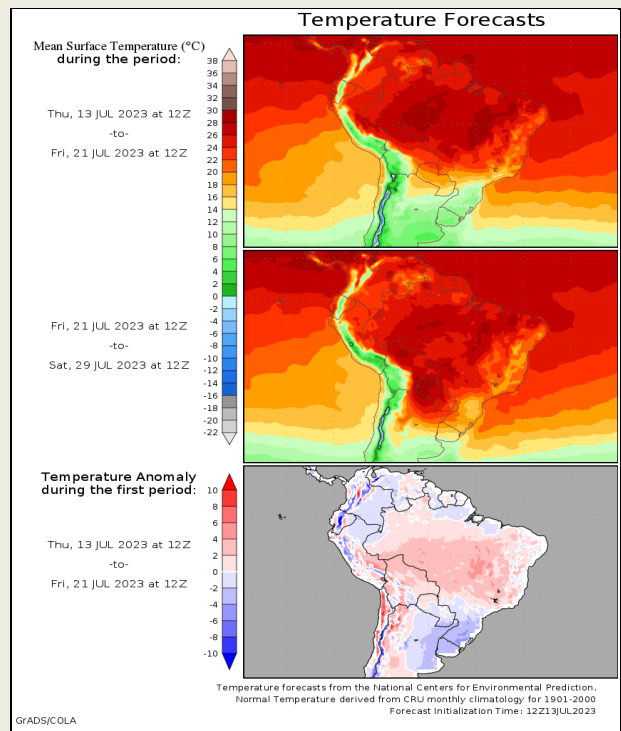 Temperature Forecasts
Mean Surface Temperature (°C)
during the period:
Thu, 13 JUL 2023 at 12Z
-to-
Fri, 21 JUL 2023 at 12Z
38
36
34
32
30
28
26
24
22
20
18
16
14
12
10
8
6
4
2
0
-2
-4
-6
-8
-10
-12
-14
-16
-18
-20
-22
Fri, 21 JUL 2023 at 12Z
-to-
Sat, 29 JUL 2023 at 12Z
Temperature Anomaly
during the first period:
Thu, 13 JUL 2023 at 12Z
-to-
Fri, 21 JUL 2023 at 12Z
10
8
6
4
2
0
-2
-4
-6
-8
-10
Temperature forecasts from the National Centers for Environmental Prediction.
Normal Temperature derived from CRU monthly climatology for 1901-2000
Forecast Initialization Time: 12Z13JUL2023
GrADS/COLA